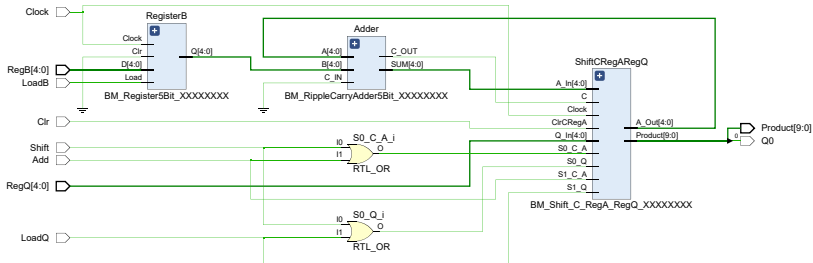 Clock
RegisterB
Clock
Clr
D[4:0]
Load
Q[4:0]
BM_Register5Bit_XXXXXXXX
RegB[4:0]
LoadB
Adder
A[4:0]
B[4:0]
C_IN
C_OUT
SUM[4:0]
BM_RippleCarryAdder5Bit_XXXXXXXX
ShiftCRegARegQ
A_In[4:0]
C
Clock
ClrCRegA
Q_In[4:0]
S0_C_A
S0_Q
S1_C_A
S1_Q
A_Out[4:0]
Product[9:0]
BM_Shift_C_RegA_RegQ_XXXXXXXX
0
Product[9:0]
Q0
Clr
Shift
Add
S0_C_A_i
I0
I1
O
RTL_OR
RegQ[4:0]
S0_Q_i
I0
I1
O
RTL_OR
LoadQ